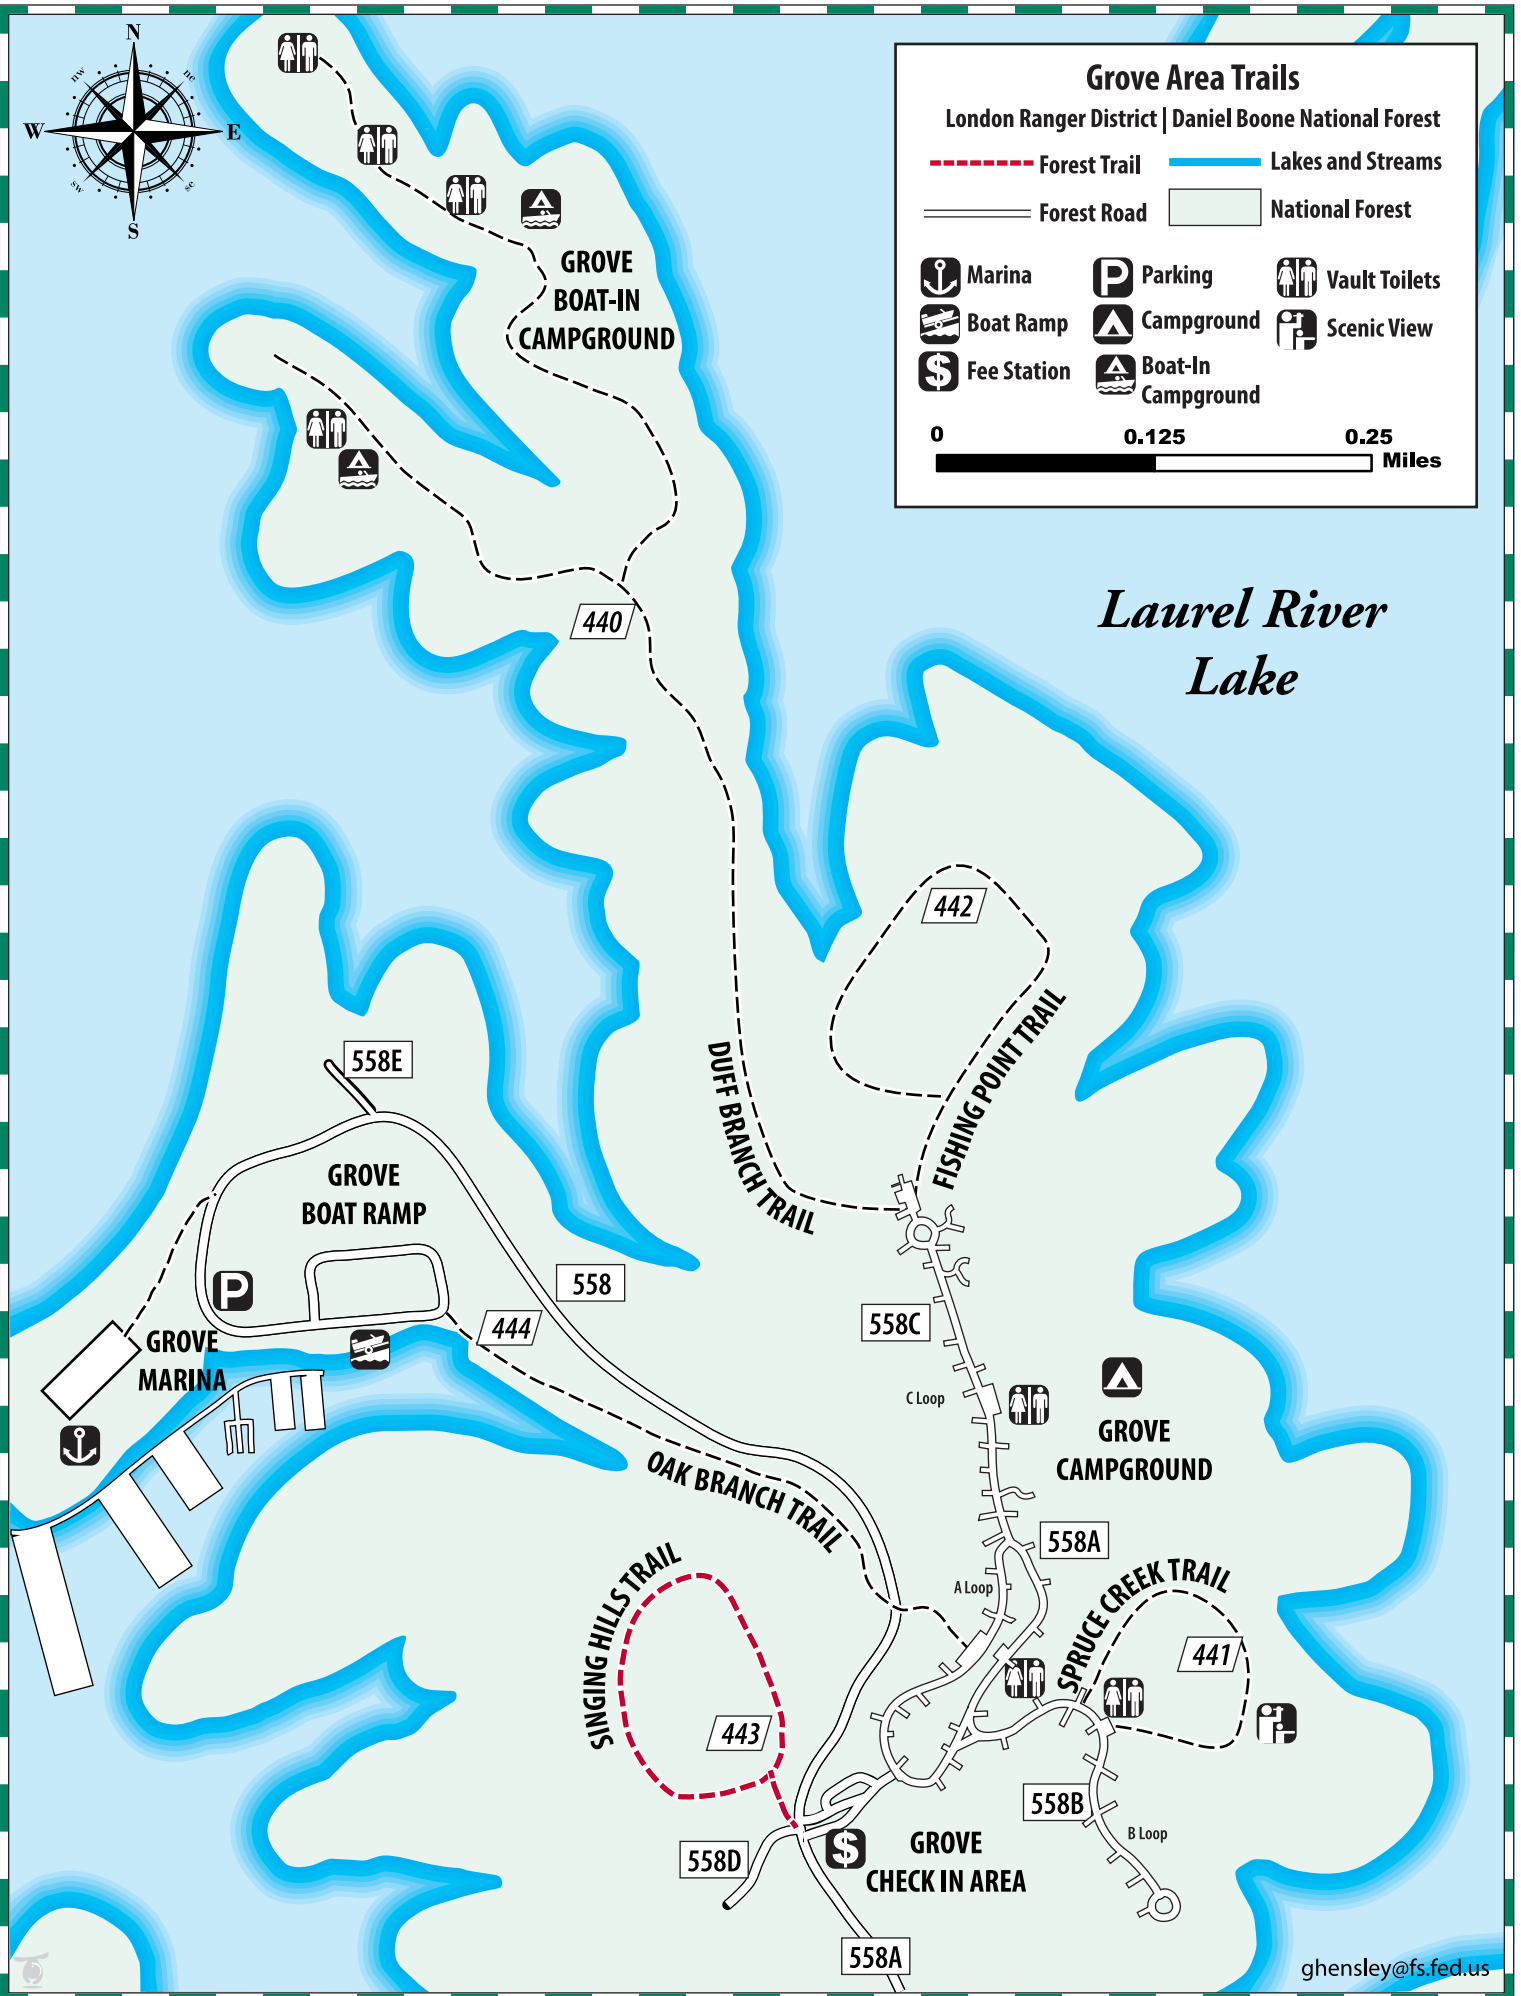 N
nw
ne
W
E
sw
se
S
Grove Area Trails
London Ranger District | Daniel Boone National Forest
Forest Trail
Lakes and Streams
Forest Road
National Forest
Marina
Parking
Vault Toilets
Boat Ramp
Campground
Scenic View
$ Fee Station
Boat-In
Campground
0 0.125 0.25
Miles
GROVE
BOAT-IN
CAMPGROUND
440
Laurel River
Lake
442
DUFF BRANCH TRAIL
FISHING POINT TRAIL
558E
GROVE
BOAT RAMP
P
558
444
558C
GROVE
MARINA
C Loop
GROVE
CAMPGROUND
OAK BRANCH TRAIL
558A
A Loop
SINGING HILLS TRAIL
443
SPRUCE CREEK TRAIL
441
558B
B Loop
558D
$
GROVE
CHECK IN AREA
558A
ghensley@fs.fed.us